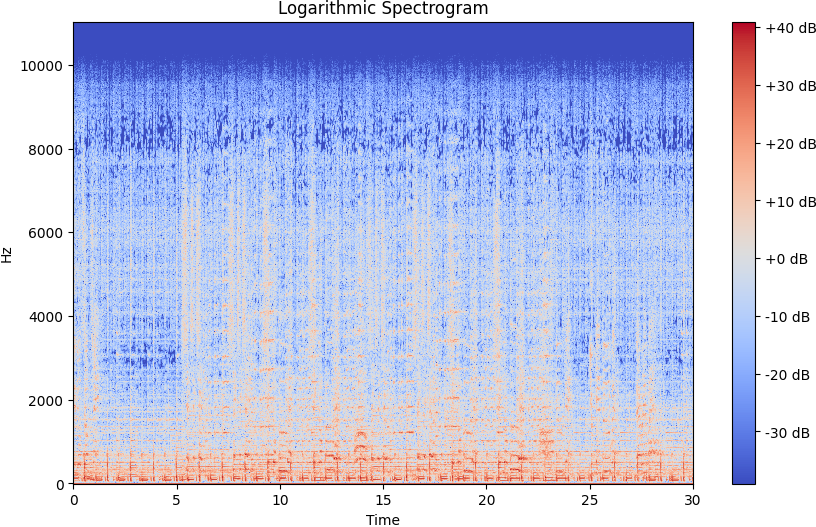 Logarithmic Spectrogram
Hz
10000
8000
6000
4000
2000
0
0 5 10 15 20 25 30
Time
+40 dB
+30 dB
+20 dB
+10 dB
+0 dB
-10 dB
-20 dB
-30 dB